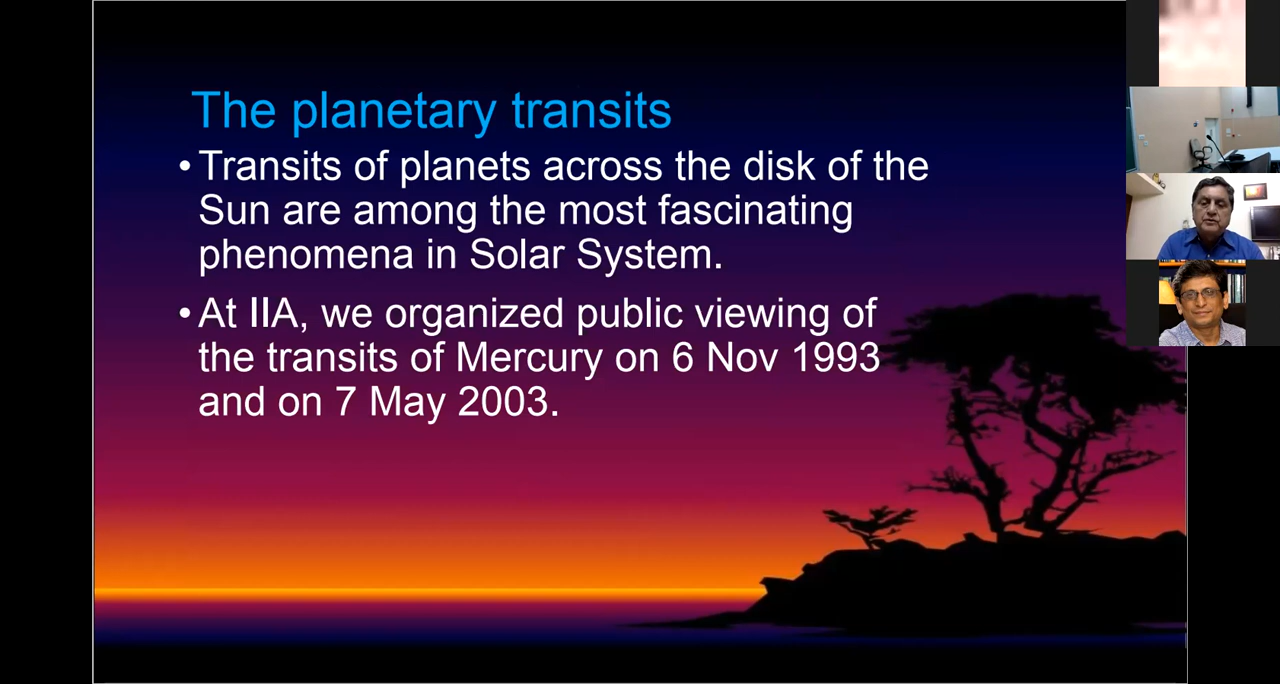 The planetary transits
• Transits of planets across the disk of the
Sun are among the most fascinating
phenomena in Solar System.
• At IIA, we organized public viewing of
the transits of Mercury on 6 Nov 1993
and on 7 May 2003.